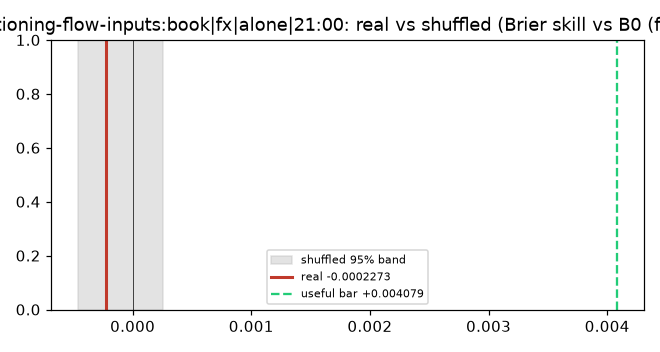 tioning-flow-inputs:book|fx|alone|21:00: real vs shuffled (Brier skill vs B0 (f
1.0
0.8
0.6
0.4
0.2
0.0
shuffled 95% band
real -0.0002273
useful bar +0.004079
0.000 0.001 0.002 0.003 0.004